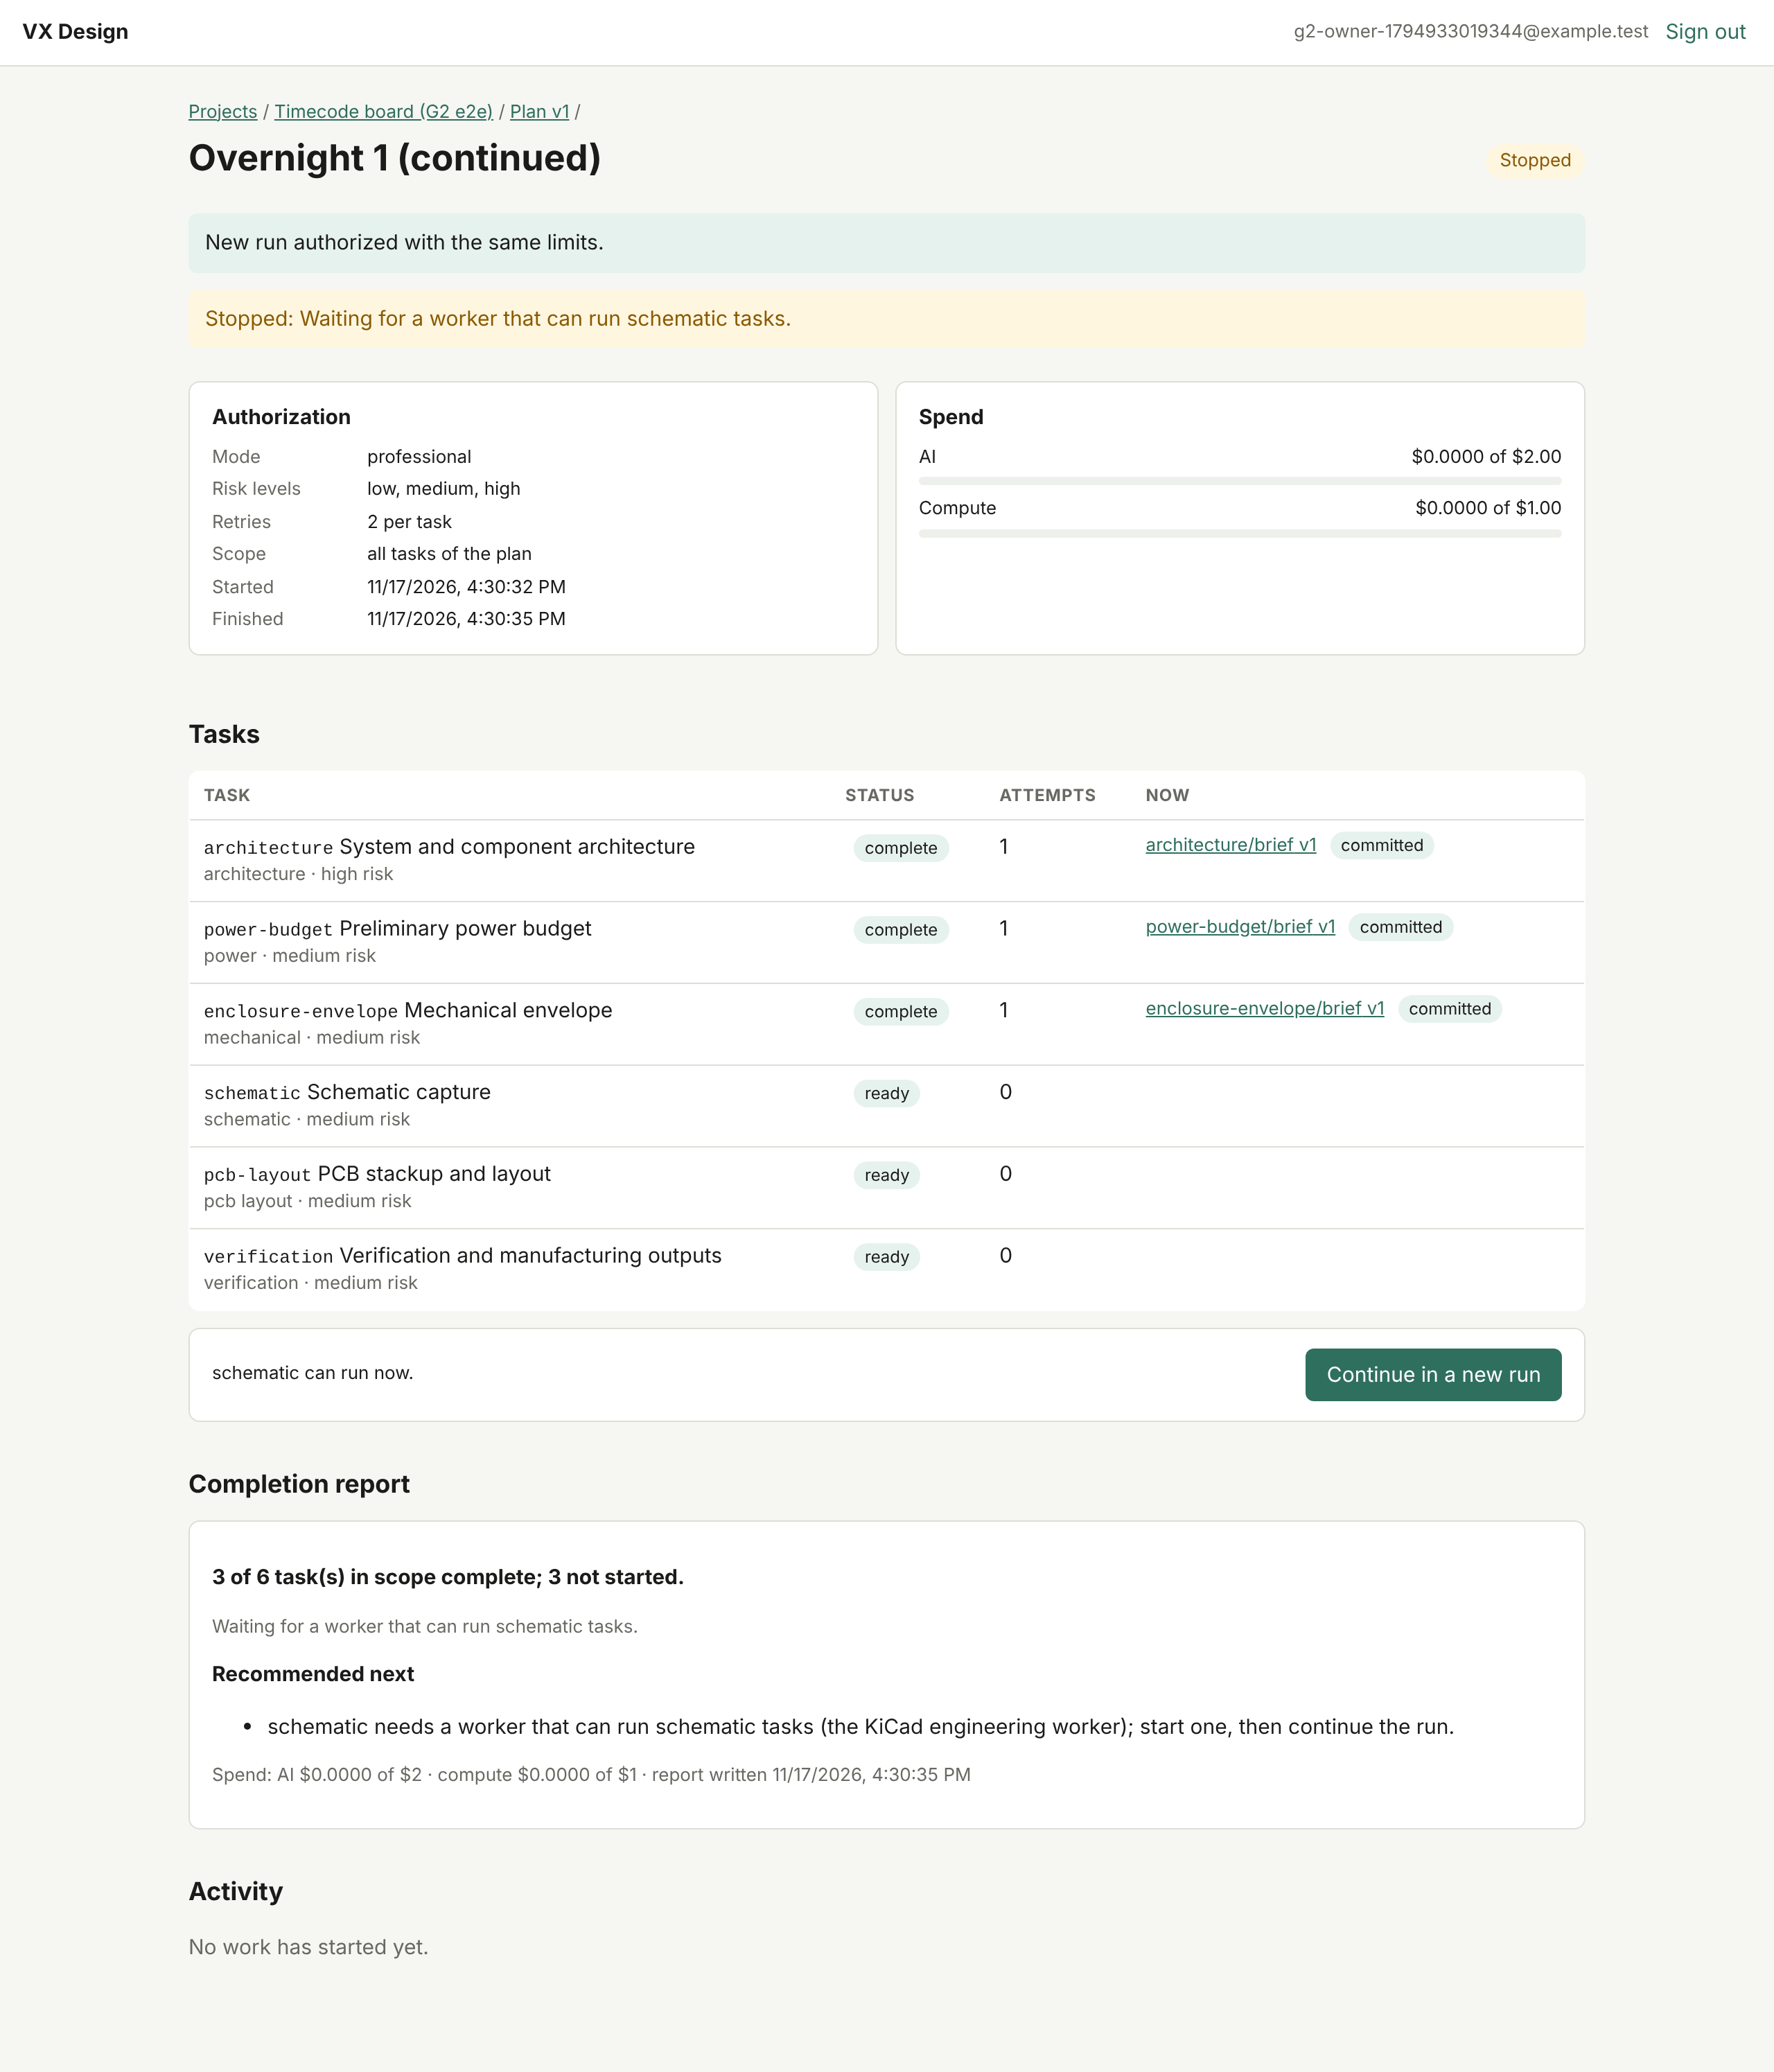 VX Design
g2-owner-1794933019344@example.test Sign out
Projects / Timecode board (G2 e2e) / Plan v1 /
Overnight 1 (continued)
Stopped
New run authorized with the same limits.
Stopped: Waiting for a worker that can run schematic tasks.
Authorization
Mode professional
Risk levels low, medium, high
Retries 2 per task
Scope all tasks of the plan
Started 11/17/2026, 4:30:32 PM
Finished 11/17/2026, 4:30:35 PM
Spend
AI $0.0000 of $2.00
Compute $0.0000 of $1.00
Tasks
TASK STATUS ATTEMPTS NOW
architecture System and component architecture complete 1 architecture/brief v1 committed
architecture · high risk
power-budget Preliminary power budget complete 1 power-budget/brief v1 committed
power · medium risk
enclosure-envelope Mechanical envelope complete 1 enclosure-envelope/brief v1 committed
mechanical · medium risk
schematic Schematic capture ready 0
schematic · medium risk
pcb-layout PCB stackup and layout ready 0
pcb layout · medium risk
verification Verification and manufacturing outputs ready 0
verification · medium risk
schematic can run now. Continue in a new run
Completion report
3 of 6 task(s) in scope complete; 3 not started.
Waiting for a worker that can run schematic tasks.
Recommended next
• schematic needs a worker that can run schematic tasks (the KiCad engineering worker); start one, then continue the run.
Spend: AI $0.0000 of $2 · compute $0.0000 of $1 · report written 11/17/2026, 4:30:35 PM
Activity
No work has started yet.